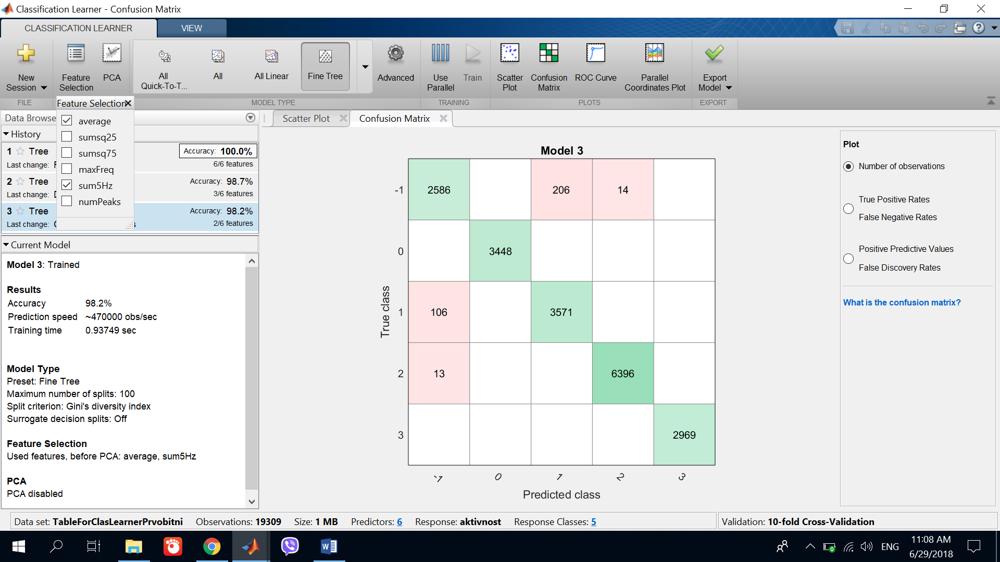 Classification Learner - Confusion Matrix
CLASSIFICATION LEARNER VIEW
New Session
Feature Selection
PCA
All Quick-To-T...
All
All Linear
Fine Tree
Advanced
Use Parallel
Train
Scatter Plot
Confusion Matrix
ROC Curve
Parallel Coordinates Plot
Export Model
FILE
MODEL TYPE
TRAINING
PLOTS
EXPORT
Feature Selection
average
sumsq25
sumsq75
maxFreq
sum5Hz
numPeaks
Data Browse
History
1 Tree Accuracy: 100.0%
Last change: 6/6 features
2 Tree Accuracy: 98.7%
Last change: 3/6 features
3 Tree Accuracy: 98.2%
Last change: 2/6 features
Current Model
Model 3: Trained
Results
Accuracy 98.2%
Prediction speed ~470000 obs/sec
Training time 0.93749 sec
Model Type
Preset: Fine Tree
Maximum number of splits: 100
Split criterion: Gini's diversity index
Surrogate decision splits: Off
Feature Selection
Used features, before PCA: average, sum5Hz
PCA
PCA disabled
Scatter Plot
Confusion Matrix
Model 3
-1 2586 206 14
0 3448
1 106 3571
2 13 6396
3 2969
True class
-1 0 1 2 3
Predicted class
Plot
Number of observations
True Positive Rates
False Negative Rates
Positive Predictive Values
False Discovery Rates
What is the confusion matrix?
Data set: TableForClasLearnerPrvobitni Observations: 19309 Size: 1 MB Predictors: 6 Response: aktivnost Response Classes: 5
Validation: 10-fold Cross-Validation
ENG
11:08 AM
6/29/2018